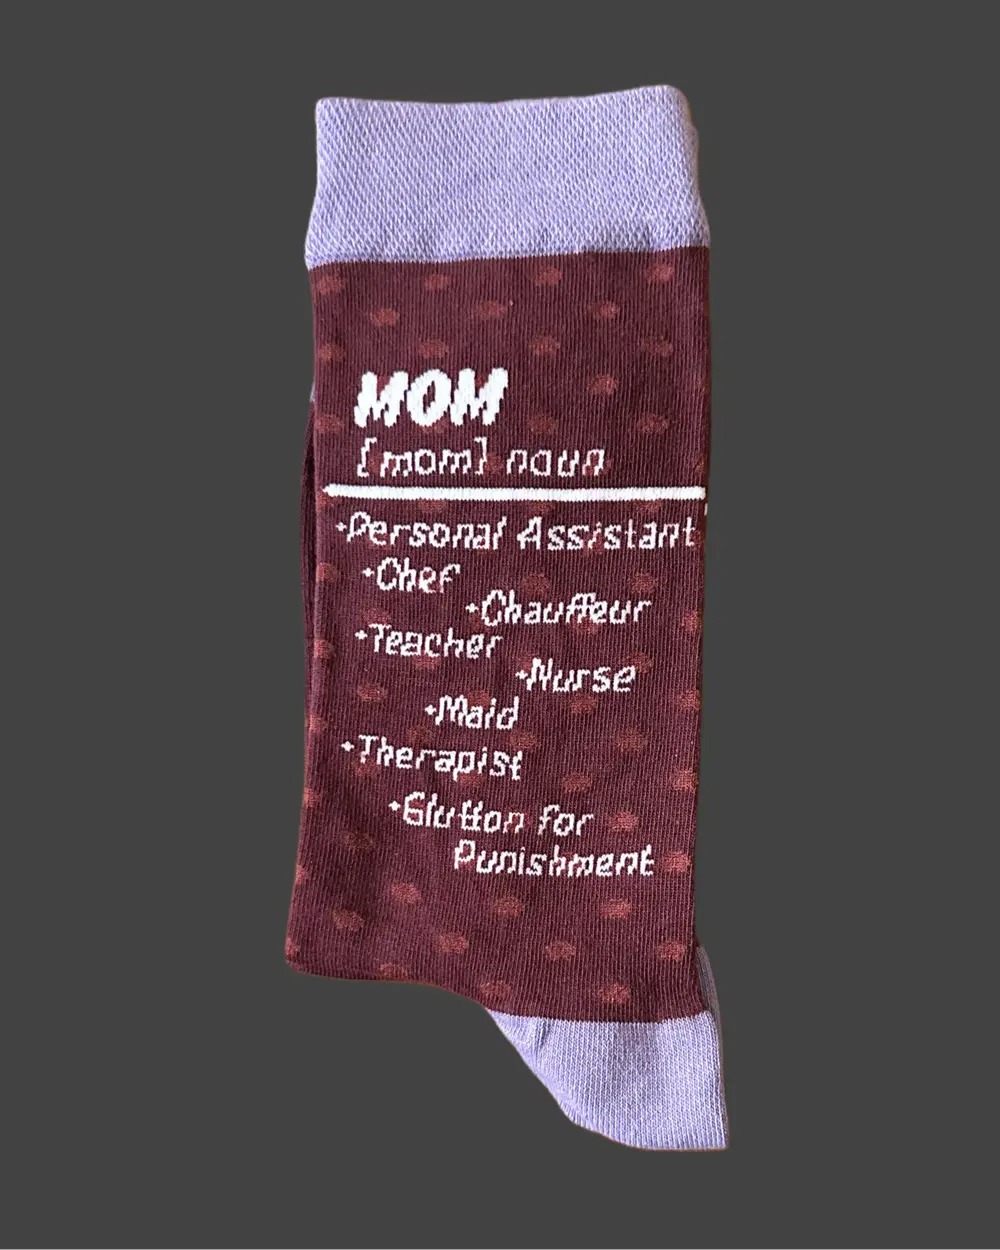 MOM
[mom] noun
•Personal Assistant
•Chef
•Chauffeur
•Teacher
•Nurse
•Maid
•Therapist
•Glutton for
Punishment